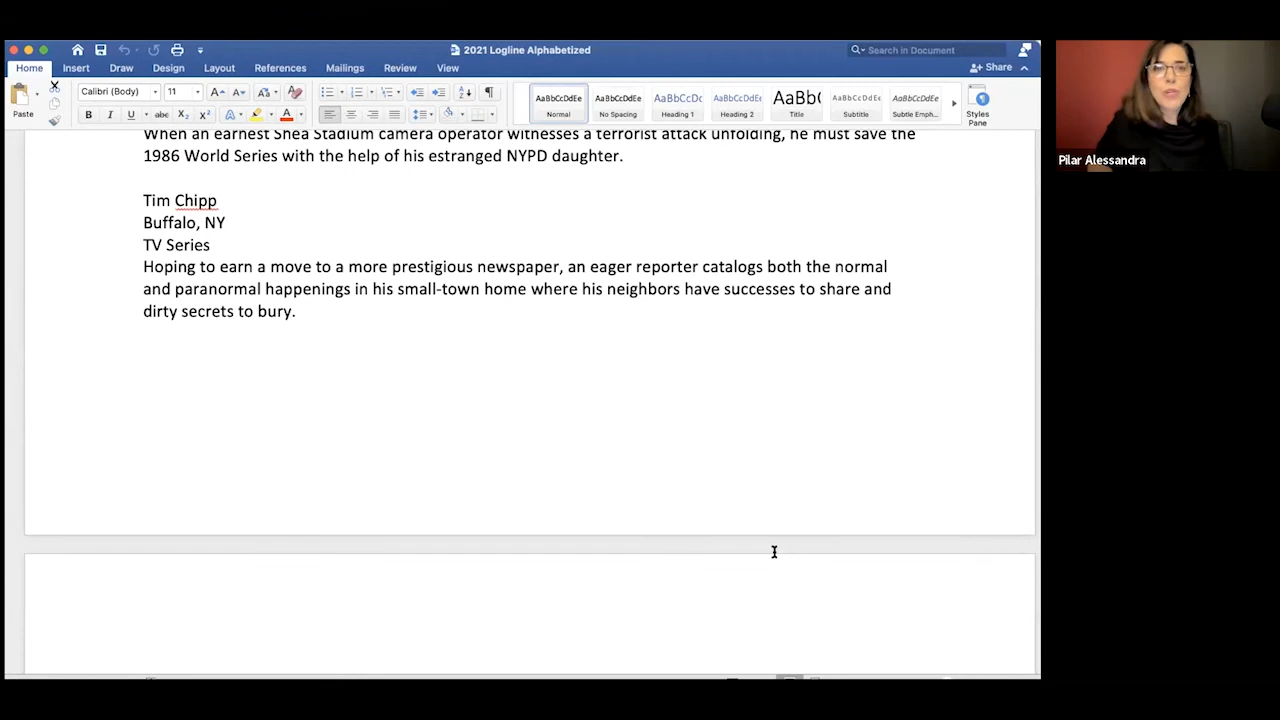 2021 Logline Alphabetized
Search in Document
Home Insert Draw Design Layout References Mailings Review View
Share
Paste
Calibri (Body) 11
AaBbCcDdEe AaBbCcDdEe AaBbCcDc AaBbCcDdEe AaBb( AaBbCcDdEe AaBbCcDdEe
Normal No Spacing Heading 1 Heading 2 Title Subtitle Subtle Emph...
Styles
Pane
When an earnest Shea Stadium camera operator witnesses a terrorist attack unfolding, he must save the
1986 World Series with the help of his estranged NYPD daughter.
Tim Chipp
Buffalo, NY
TV Series
Hoping to earn a move to a more prestigious newspaper, an eager reporter catalogs both the normal
and paranormal happenings in his small-town home where his neighbors have successes to share and
dirty secrets to bury.
Pilar Alessandra